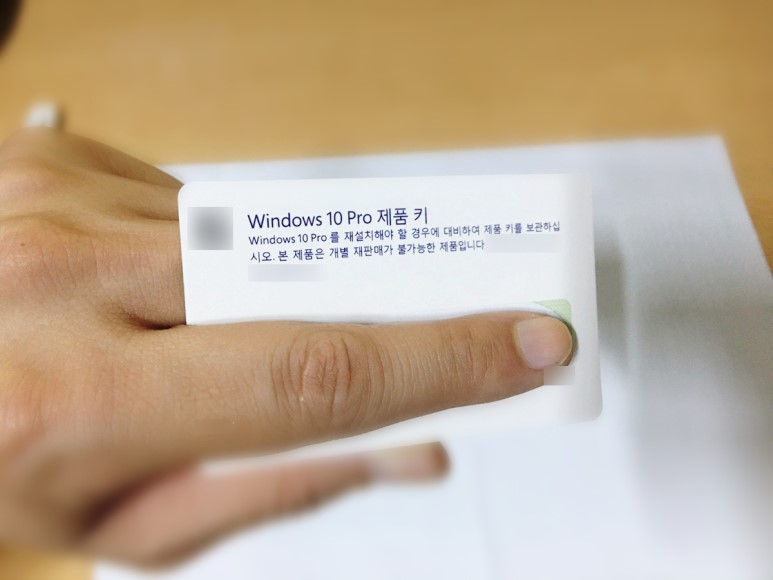 Windows 10 Pro 제품 키
Windows 10 Pro 를 재설치해야 할 경우에 대비하여 제품 키를 보관하십
시오. 본 제품은 개별 재판매가 불가능한 제품입니다